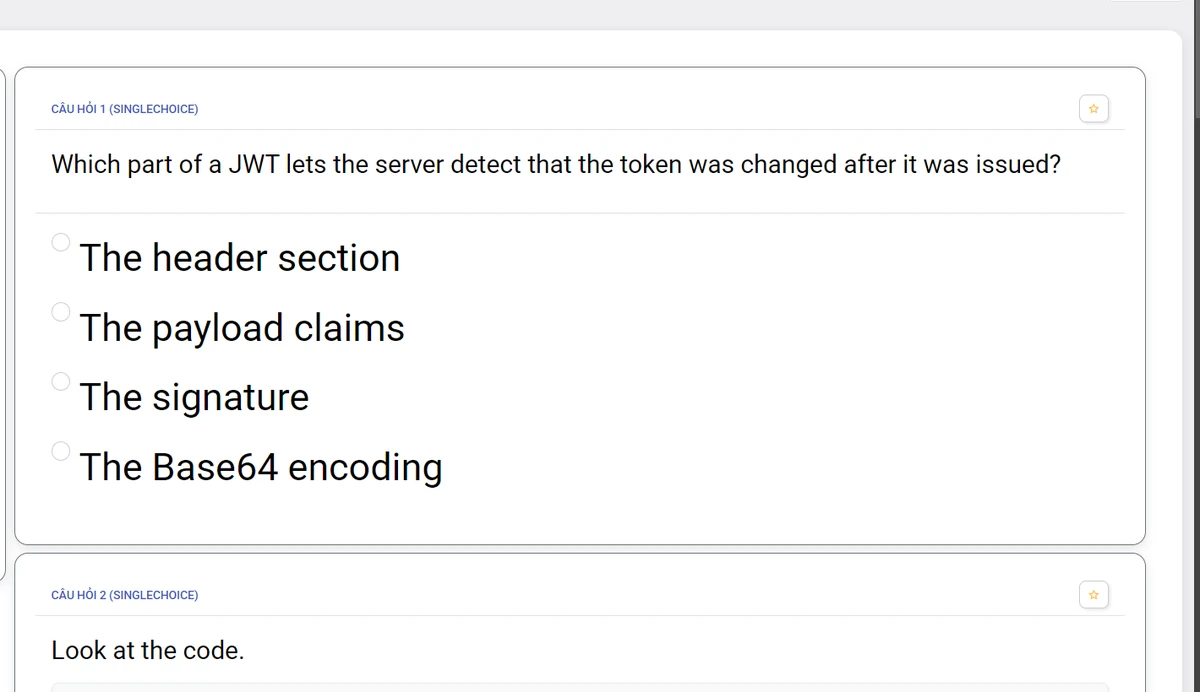 CÂU HỎI 1 (SINGLECHOICE)
Which part of a JWT lets the server detect that the token was changed after it was issued?
The header section
The payload claims
The signature
The Base64 encoding
CÂU HỎI 2 (SINGLECHOICE)
Look at the code.